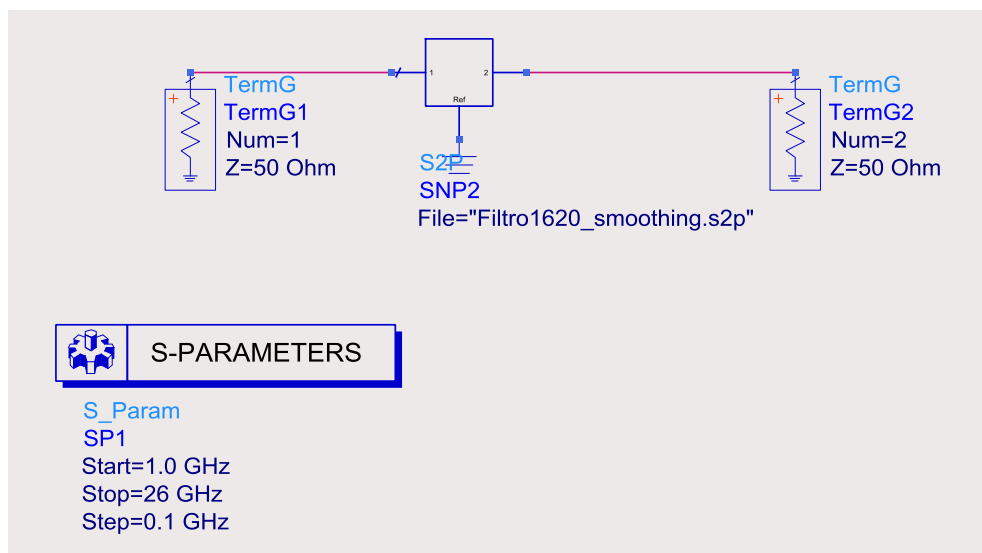 1
2
Ref
+
TermG
TermG1
Num=1
Z=50 Ohm
S2P
SNP2
File="Filtro1620_smoothing.s2p"
+
TermG
TermG2
Num=2
Z=50 Ohm
S-PARAMETERS
S_Param
SP1
Start=1.0 GHz
Stop=26 GHz
Step=0.1 GHz